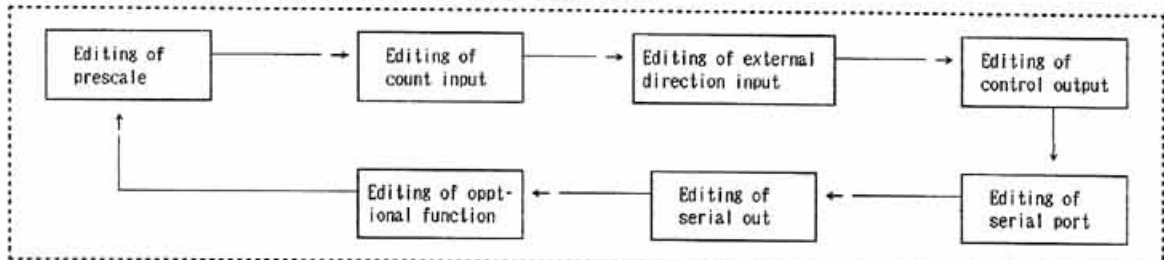 Editing of
prescale
Editing of
count input
Editing of external
direction input
Editing of
control output
Editing of oppt-
ional function
Editing of
serial out
Editing of
serial port